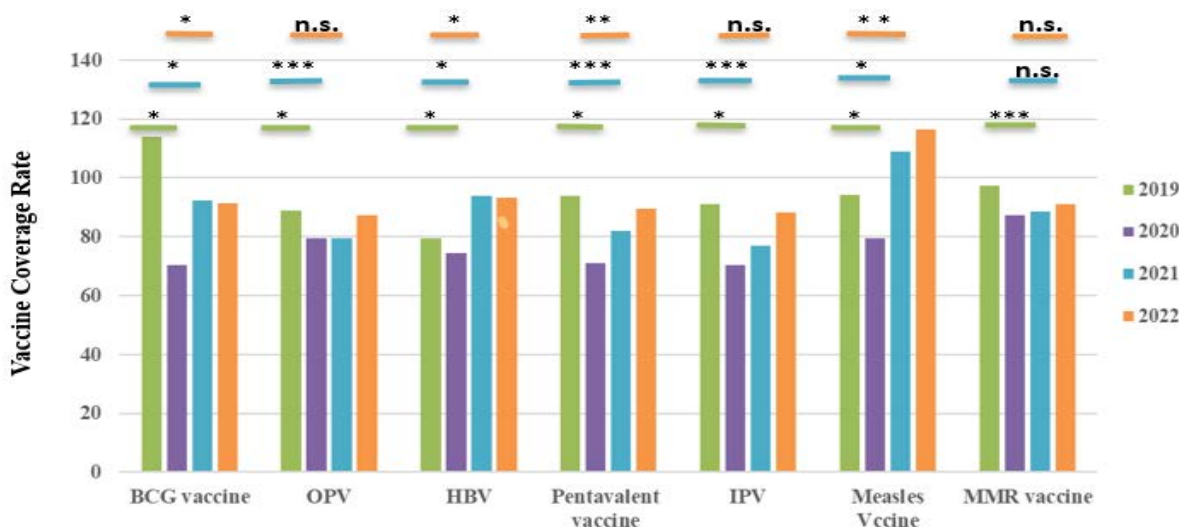 * n.s. * ** n.s. ** n.s.
140
* *** * *** *** * n.s.
120
* * * * * * ***
100
80
60
40
20
0
Vaccine Coverage Rate
BCG vaccine OPV HBV Pentavalent vaccine IPV Measles Vccine MMR vaccine
2019
2020
2021
2022